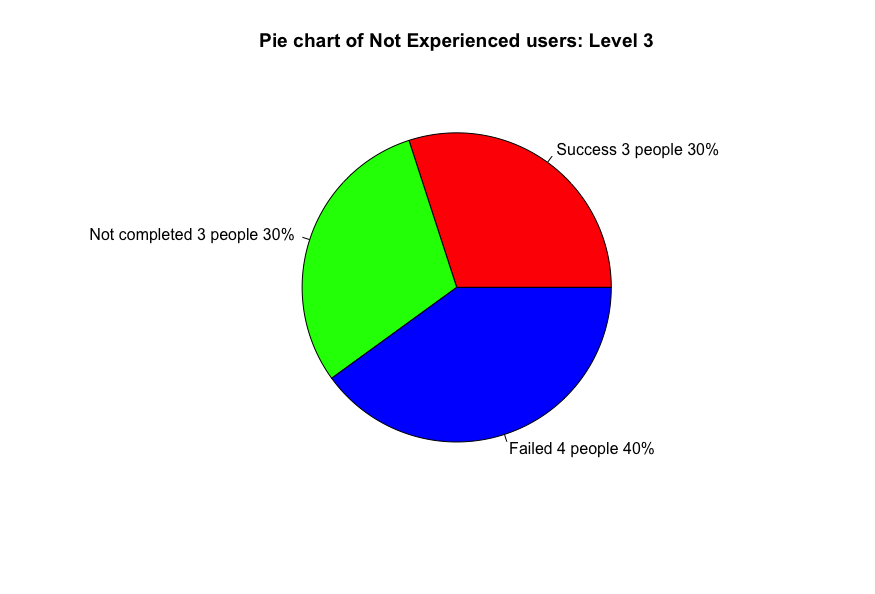 Pie chart of Not Experienced users: Level 3
Success 3 people 30%
Not completed 3 people 30%
Failed 4 people 40%